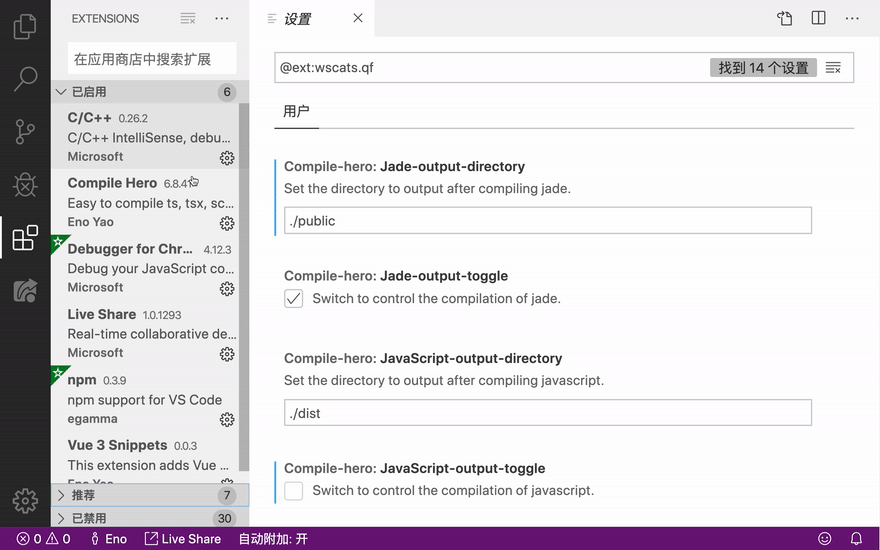 EXTENSIONS
在应用商店中搜索扩展
已启用 6
C/C++ 0.26.2
C/C++ IntelliSense, debu...
Microsoft
Compile Hero 6.8.4
Easy to compile ts, tsx, sc...
Eno Yao
Debugger for Chr... 4.12.3
Debug your JavaScript co...
Microsoft
Live Share 1.0.1293
Real-time collaborative de...
Microsoft
npm 0.3.9
npm support for VS Code
egamma
Vue 3 Snippets 0.0.3
This extension adds Vue ...
Eno Yao
推荐 7
已禁用 30
设置
@ext:wscats.qf 找到 14 个设置
用户
Compile-hero: Jade-output-directory
Set the directory to output after compiling jade.
./public
Compile-hero: Jade-output-toggle
Switch to control the compilation of jade.
Compile-hero: JavaScript-output-directory
Set the directory to output after compiling javascript.
./dist
Compile-hero: JavaScript-output-toggle
Switch to control the compilation of javascript.
0 0 Eno Live Share 自动附加: 开